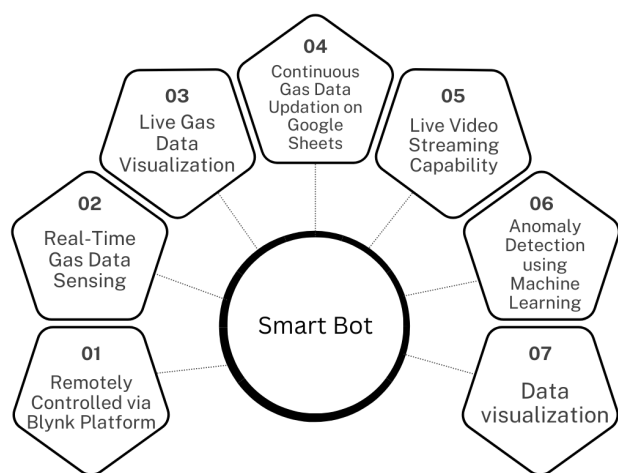 01
Remotely
Controlled via
Blynk Platform
02
Real-Time
Gas Data
Sensing
03
Live Gas
Data
Visualization
04
Continuous
Gas Data
Updation on
Google
Sheets
05
Live Video
Streaming
Capability
06
Anomaly
Detection
using
Machine
Learning
07
Data
visualization
Smart Bot